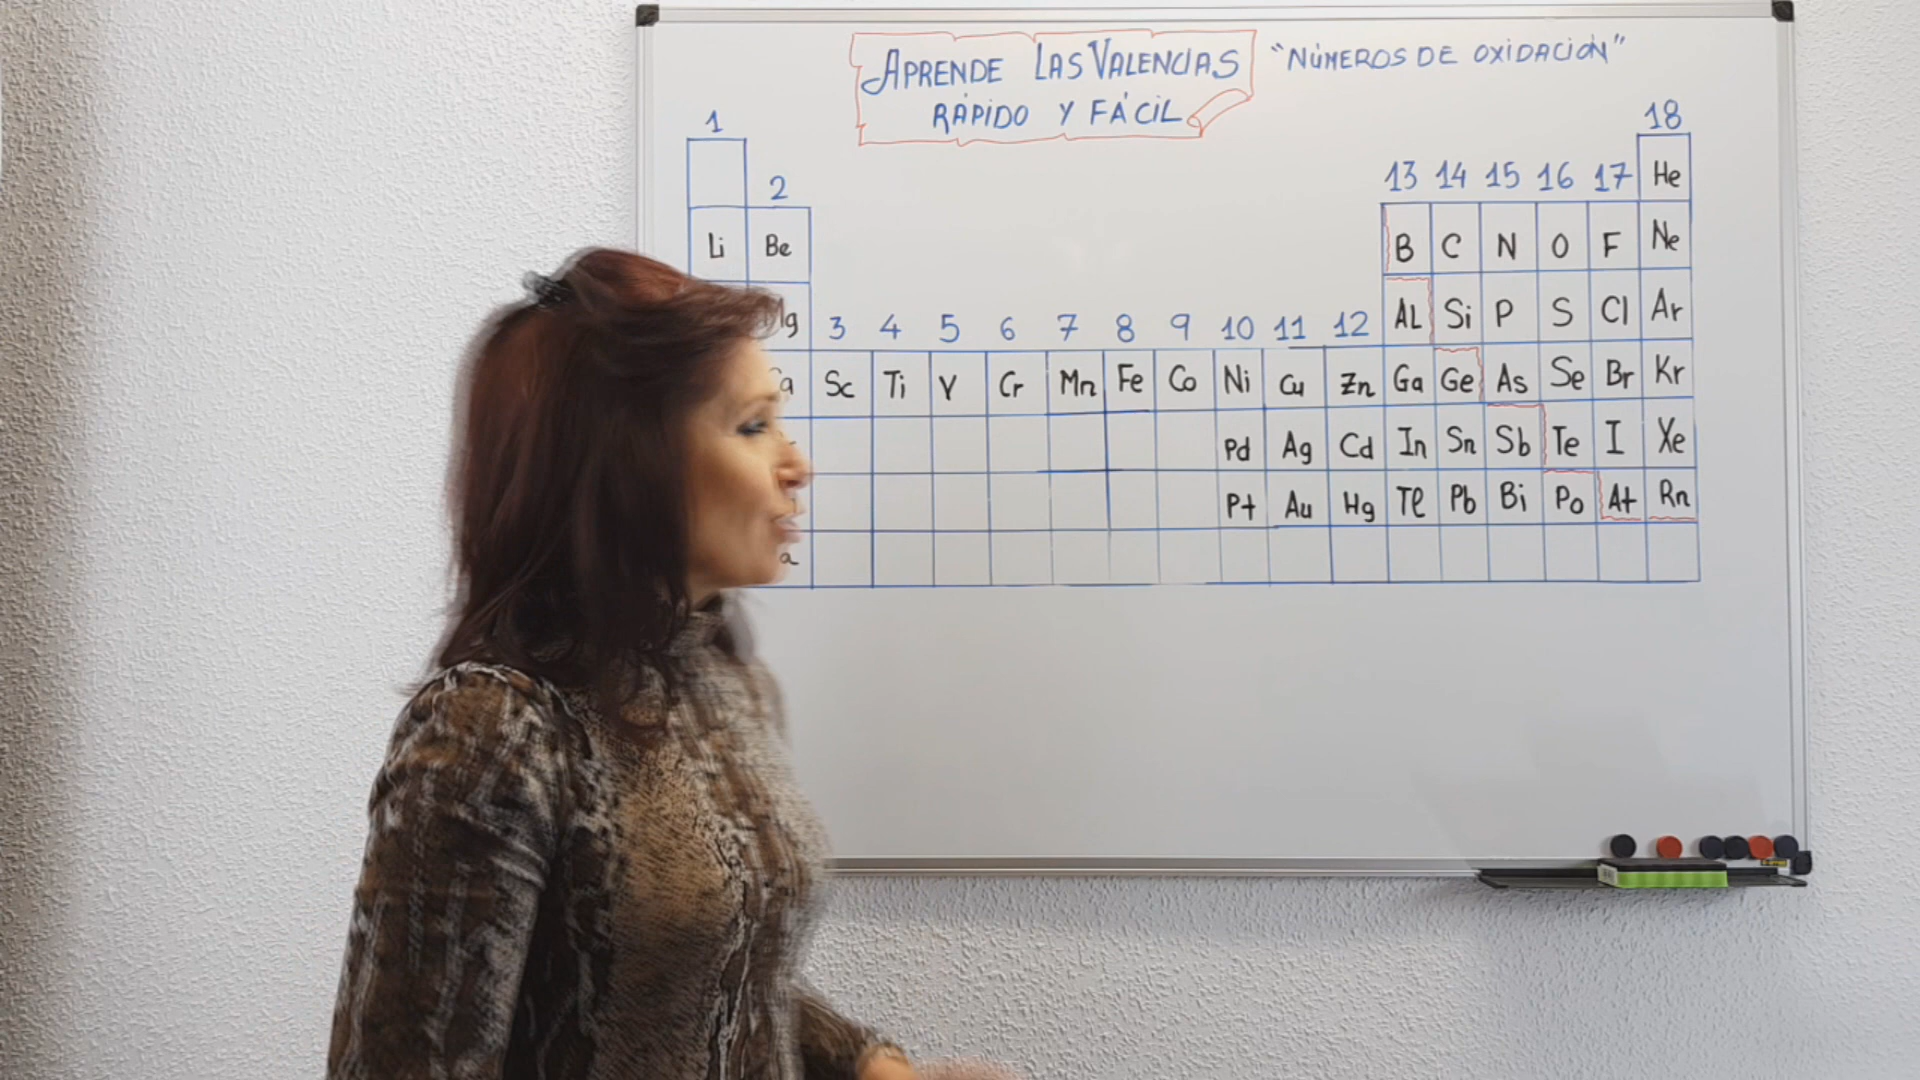 APRENDE LAS VALENCIAS "NÚMEROS DE OXIDACIÓN"
RÁPIDO Y FÁCIL
1 18
2 13 14 15 16 17 He
Li Be B C N O F Ne
Mg 3 4 5 6 7 8 9 10 11 12 AL Si P S Cl Ar
Sc Ti V Cr Mn Fe Co Ni Cu Zn Ga Ge As Se Br Kr
Pd Ag Cd In Sn Sb Te I Xe
Pt Au Hg Tl Pb Bi Po At Rn